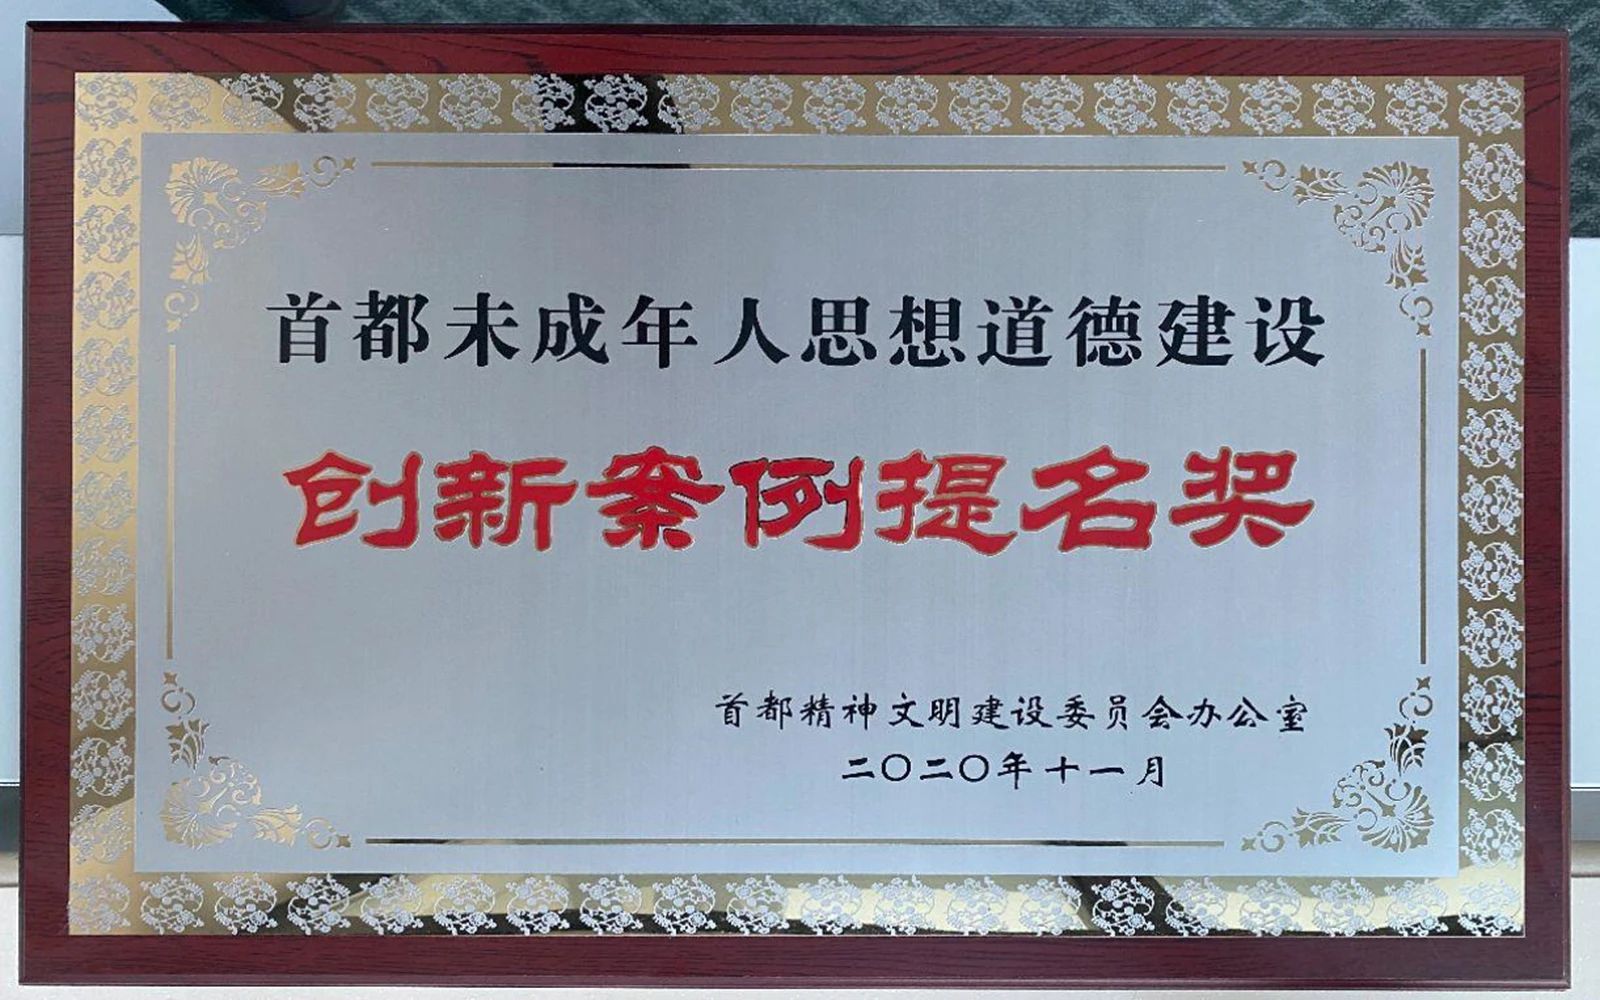 首都未成年人思想道德建设
创新案例提名奖
首都精神文明建设委员会办公室
二〇二〇年十一月